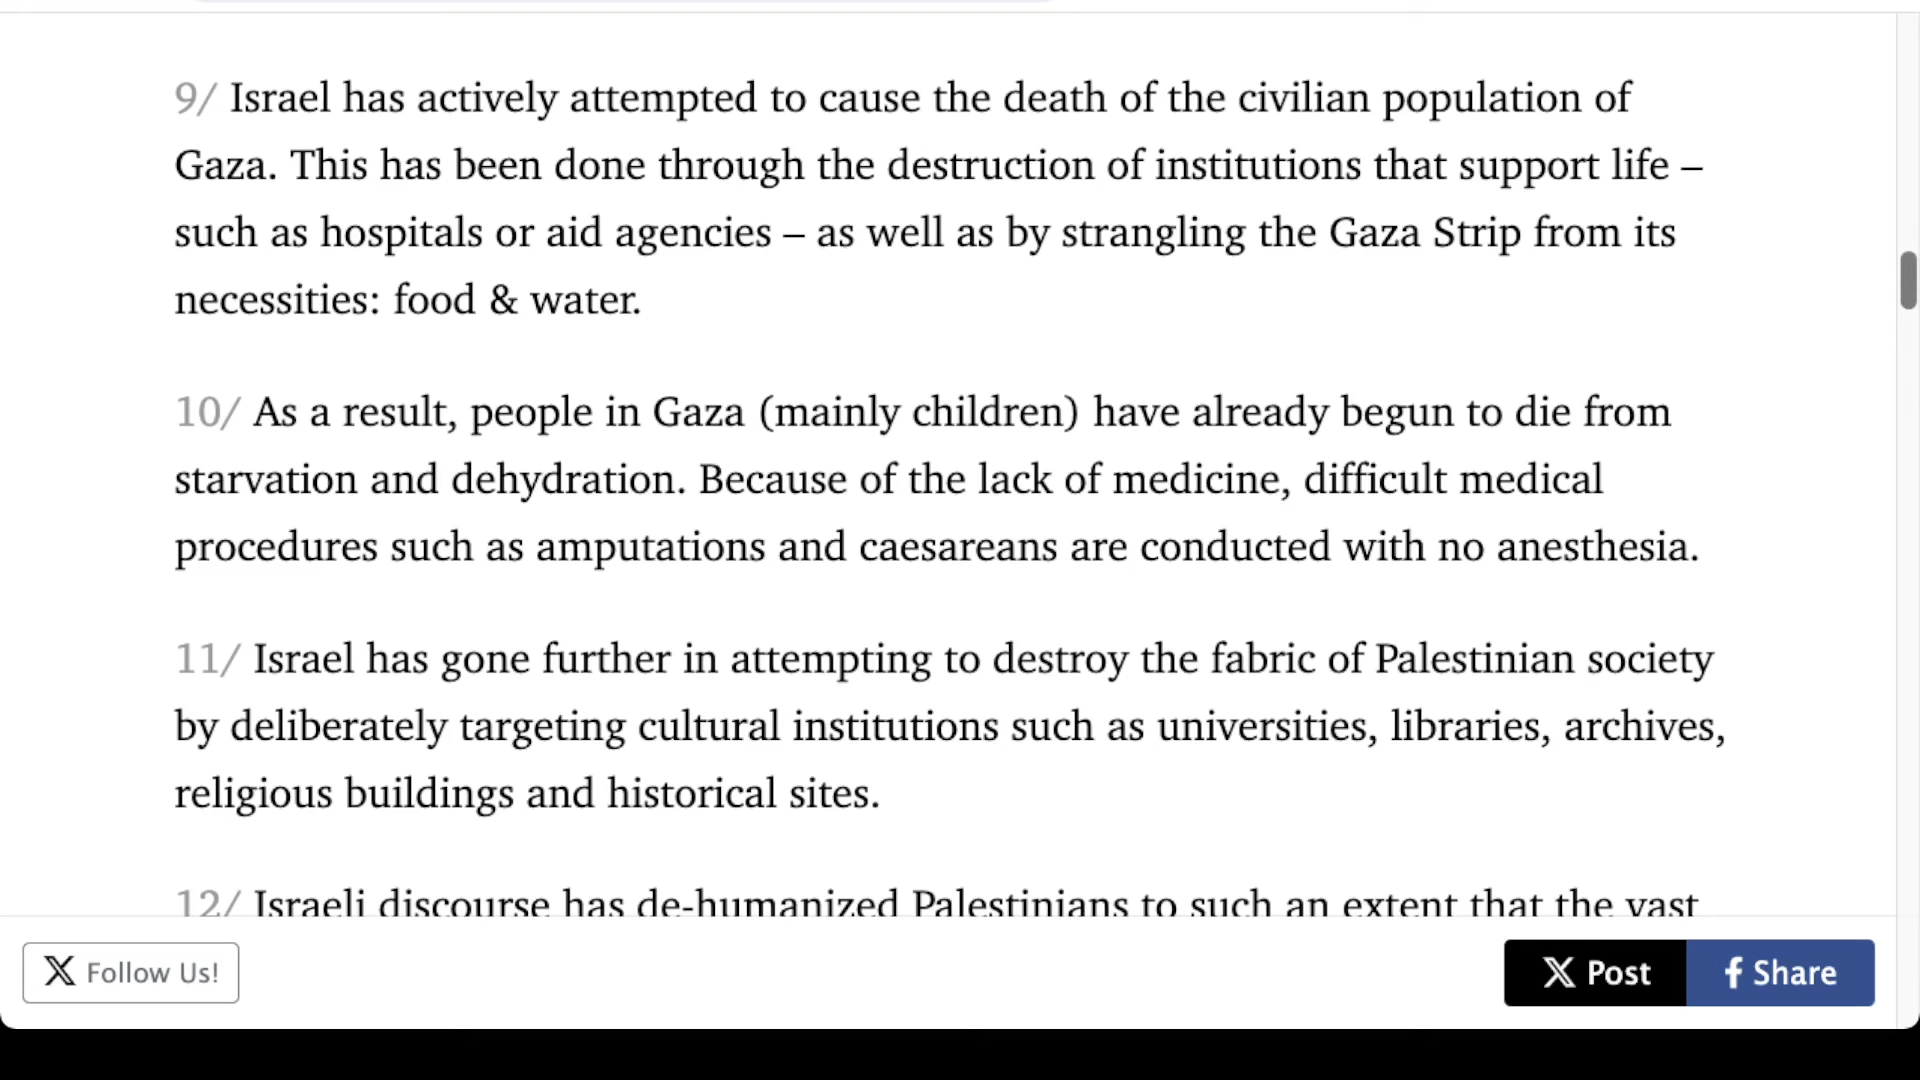 9/ Israel has actively attempted to cause the death of the civilian population of
Gaza. This has been done through the destruction of institutions that support life –
such as hospitals or aid agencies – as well as by strangling the Gaza Strip from its
necessities: food & water.
10/ As a result, people in Gaza (mainly children) have already begun to die from
starvation and dehydration. Because of the lack of medicine, difficult medical
procedures such as amputations and caesareans are conducted with no anesthesia.
11/ Israel has gone further in attempting to destroy the fabric of Palestinian society
by deliberately targeting cultural institutions such as universities, libraries, archives,
religious buildings and historical sites.
12/ Israeli discourse has de-humanized Palestinians to such an extent that the vast
X Follow Us!
X Post
f Share